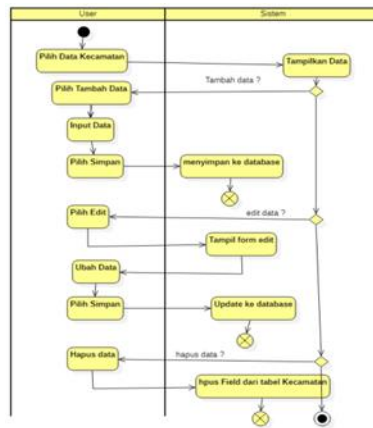 User
Sistem
Pilih Data Kecamatan
Tampilkan Data
Tambah data ?
Pilih Tambah Data
Input Data
Pilih Simpan
menyimpan ke database
edit data ?
Pilih Edit
Tampil form edit
Ubah Data
Pilih Simpan
Update ke database
hapus data ?
Hapus data
hpus Field dari tabel Kecamatan